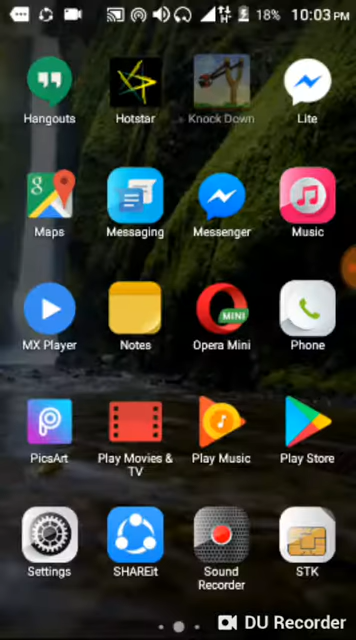 18% 10:03 PM
Hangouts Hotstar Knock Down Lite
Maps Messaging Messenger Music
MINI
MX Player Notes Opera Mini Phone
PicsArt Play Movies & TV Play Music Play Store
Settings SHAREit Sound Recorder STK
DU Recorder